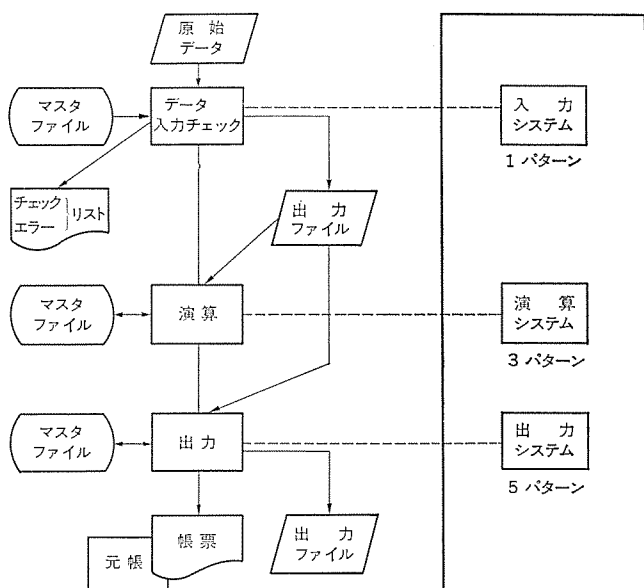 原始
データ
マスタ
ファイル
データ
入力チェック
入力
システム
1 パターン
チェック
エラー
リスト
出力
ファイル
マスタ
ファイル
演算
演算
システム
3 パターン
マスタ
ファイル
出力
出力
システム
5 パターン
元帳
帳票
出力
ファイル